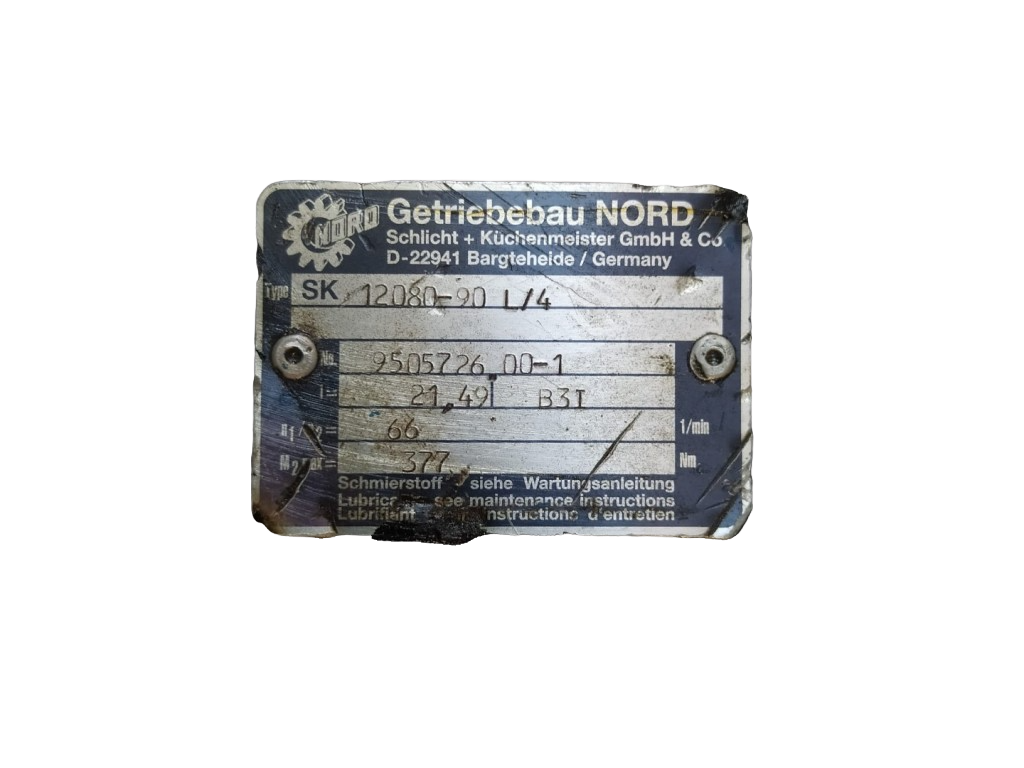 NORD
Getriebebau NORD
Schlicht + Küchenmeister GmbH & Co
D-22941 Bargteheide / Germany
Type SK 12080-90 L/4
No. 9505726.00-1
i= 21,49 B3I
66 1/min
377 Nm
Schmierstoff siehe Wartungsanleitung
see maintenance instructions
Lubrifiant d'entretien